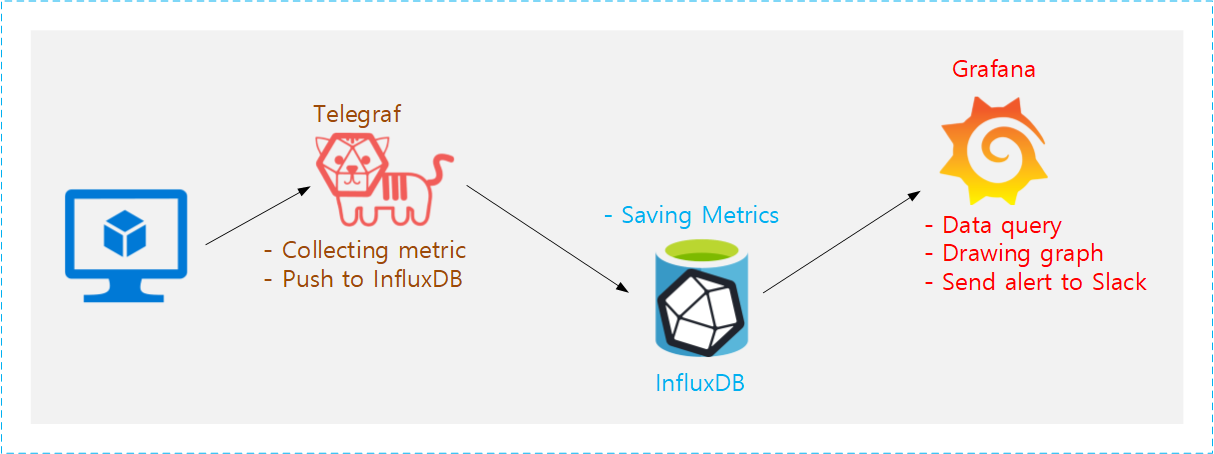 Telegraf
- Collecting metric
- Push to InfluxDB
- Saving Metrics
InfluxDB
Grafana
- Data query
- Drawing graph
- Send alert to Slack